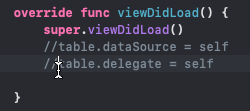 override func viewDidLoad() {
super.viewDidLoad()
//table.dataSource = self
//table.delegate = self
}